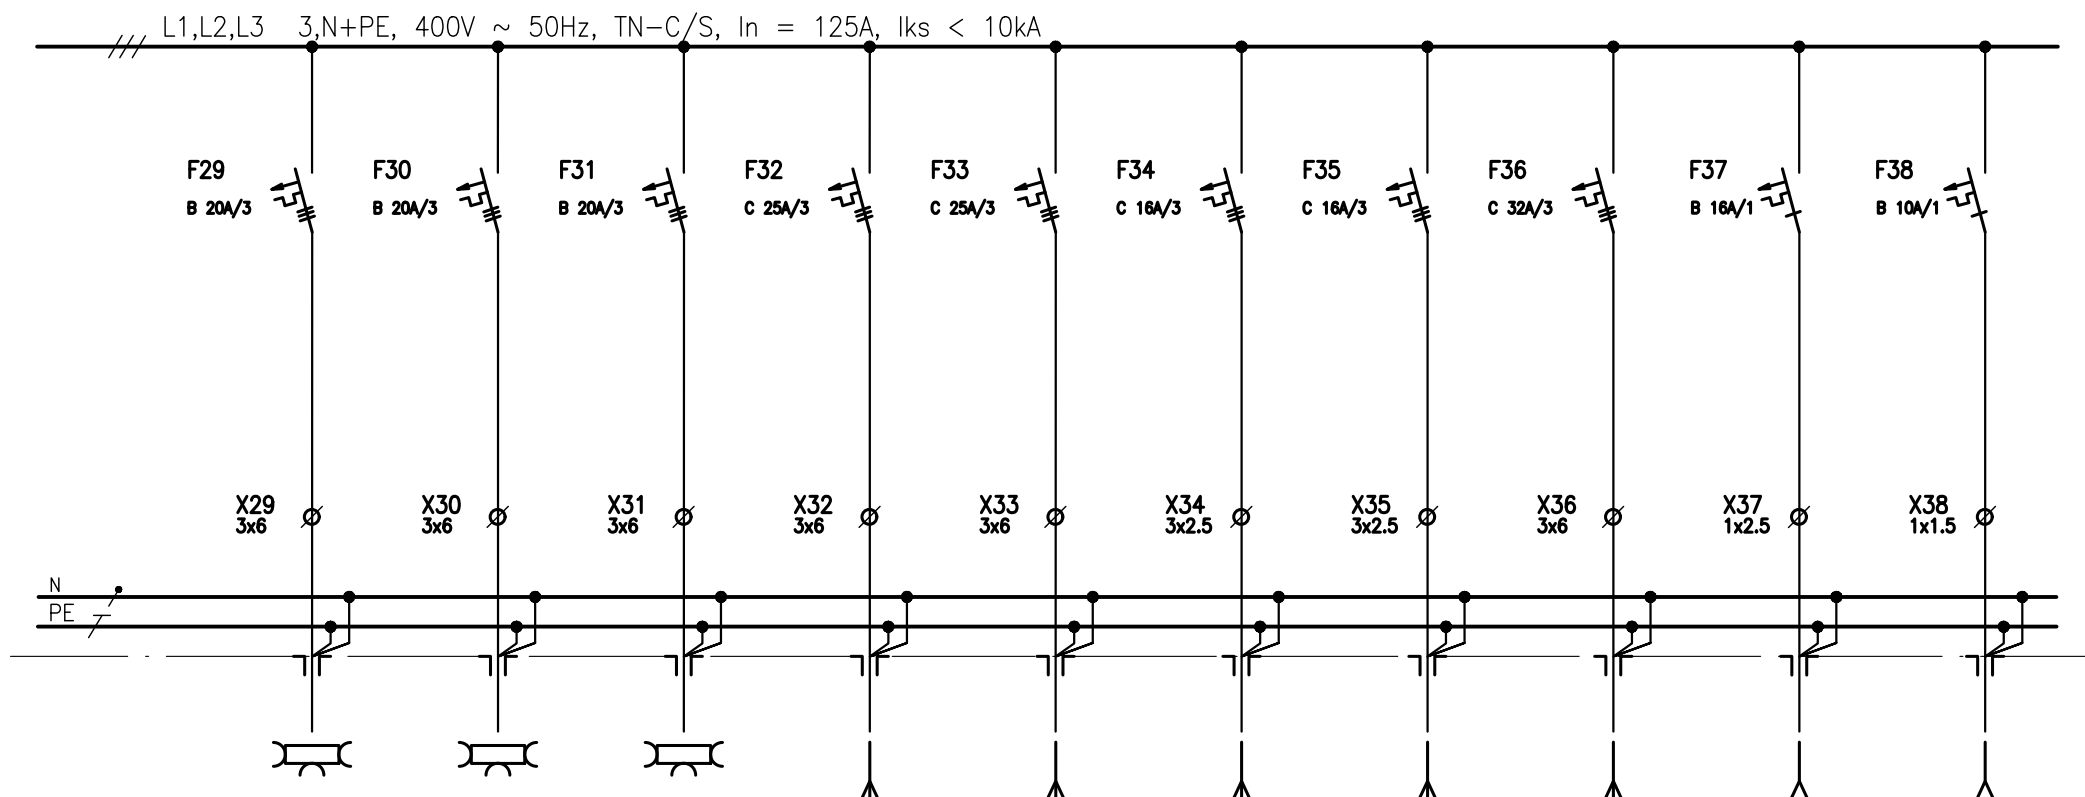 L1,L2,L3 3,N+PE, 400V ~ 50Hz, TN-C/S, In = 125A, Iks < 10kA
F29 F30 F31 F32 F33 F34 F35 F36 F37 F38
B 20A/3 B 20A/3 B 20A/3 C 25A/3 C 25A/3 C 16A/3 C 16A/3 C 32A/3 B 16A/1 B 10A/1
X29 X30 X31 X32 X33 X34 X35 X36 X37 X38
3x6 3x6 3x6 3x6 3x6 3x2.5 3x2.5 3x6 1x2.5 1x1.5
N
PE